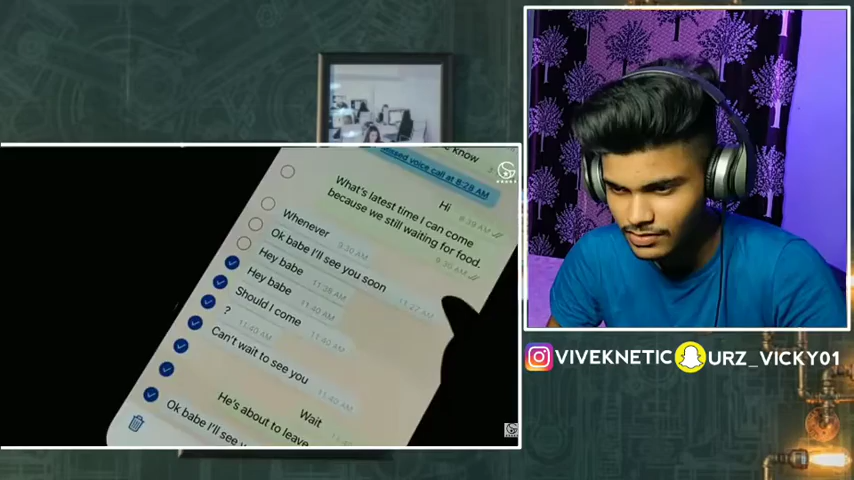 e know
missed voice call at 8:28 AM
Hi
8:39 AM
What's latest time I can come
because we still waiting for food.
9:30 AM
Whenever
9:30 AM
Ok babe I'll see you soon
11:27 AM
Hey babe
11:28 AM
Hey babe
11:40 AM
Should I come
11:40 AM
?
11:40 AM
Can't wait to see you
11:40 AM
Wait
He's about to leave
Ok babe I'll see
VIVEKNETIC URZ_VICKY01